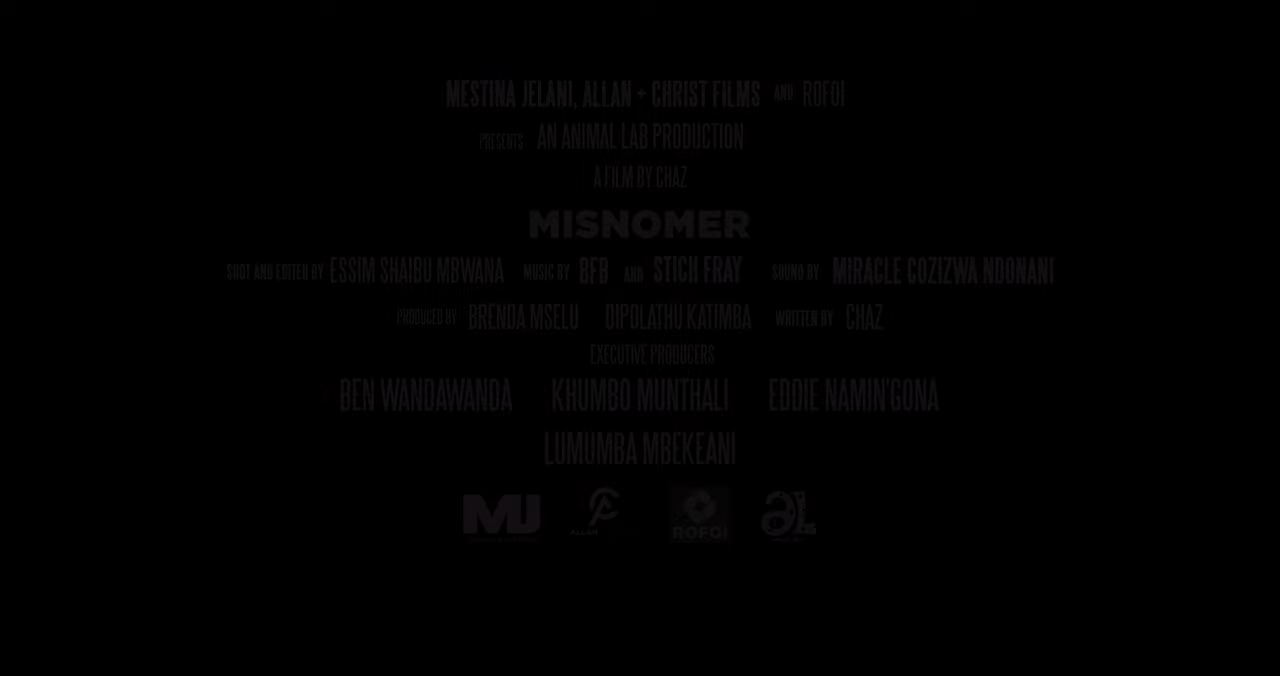 MESTINA JELANI, ALLAN + CHRIST FILMS AND ROFOI
PRESENTS AN ANIMAL LAB PRODUCTION
A FILM BY CHAZ
MISNOMER
SHOT AND EDITED BY ESSIM SHAIBU MBWANA MUSIC BY BFB AND STICH FRAY SOUND BY MIRACLE COZIZWA NDONANI
PRODUCED BY BRENDA MSELU DIPOLATHU KATIMBA WRITTEN BY CHAZ
EXECUTIVE PRODUCERS
BEN WANDAWANDA KHUMBO MUNTHALI EDDIE NAMIN'GONA
LUMUMBA MBEKEANI
MJ ALLAN ROFOI aL